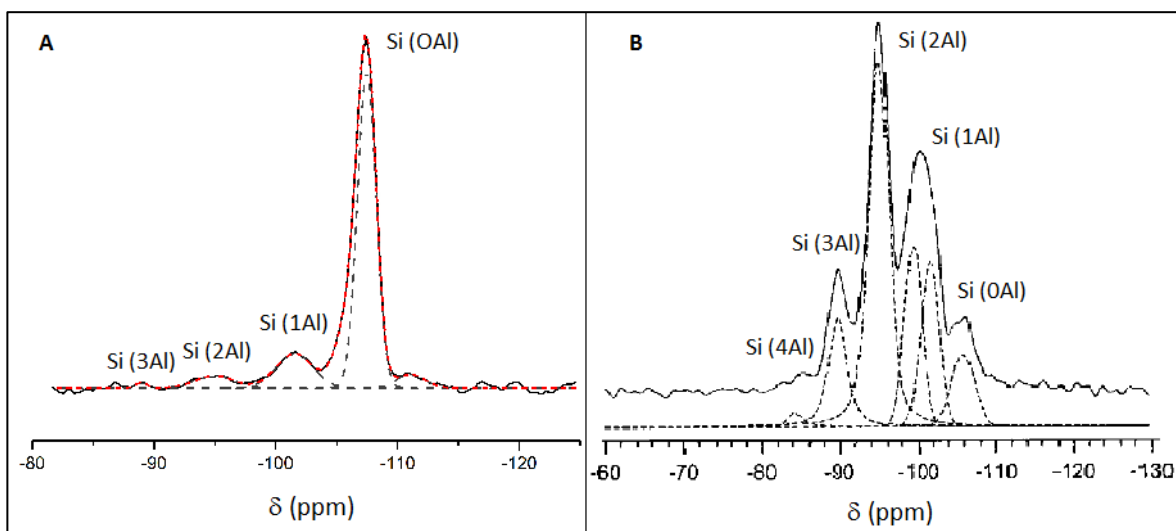 A
Si (OAl)
Si (1Al)
Si (2Al)
Si (3Al)
-80
-90
-100
-110
-120
δ (ppm)
B
Si (2Al)
Si (1Al)
Si (3Al)
Si (0Al)
Si (4Al)
-60
-70
-80
-90
-100
-110
-120
-130
δ (ppm)